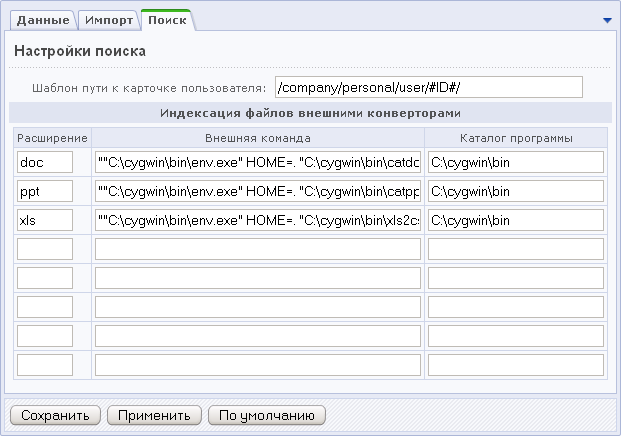 Данные Импорт Поиск
Настройки поиска
Шаблон пути к карточке пользователя: /company/personal/user/#ID#/
Индексация файлов внешними конверторами
Расширение Внешняя команда Каталог программы
doc ""C:\cygwin\bin\env.exe" HOME=. "C:\cygwin\bin\catdc C:\cygwin\bin
ppt ""C:\cygwin\bin\env.exe" HOME=. "C:\cygwin\bin\catpp C:\cygwin\bin
xls ""C:\cygwin\bin\env.exe" HOME=. "C:\cygwin\bin\xls2cs C:\cygwin\bin
Сохранить Применить По умолчанию